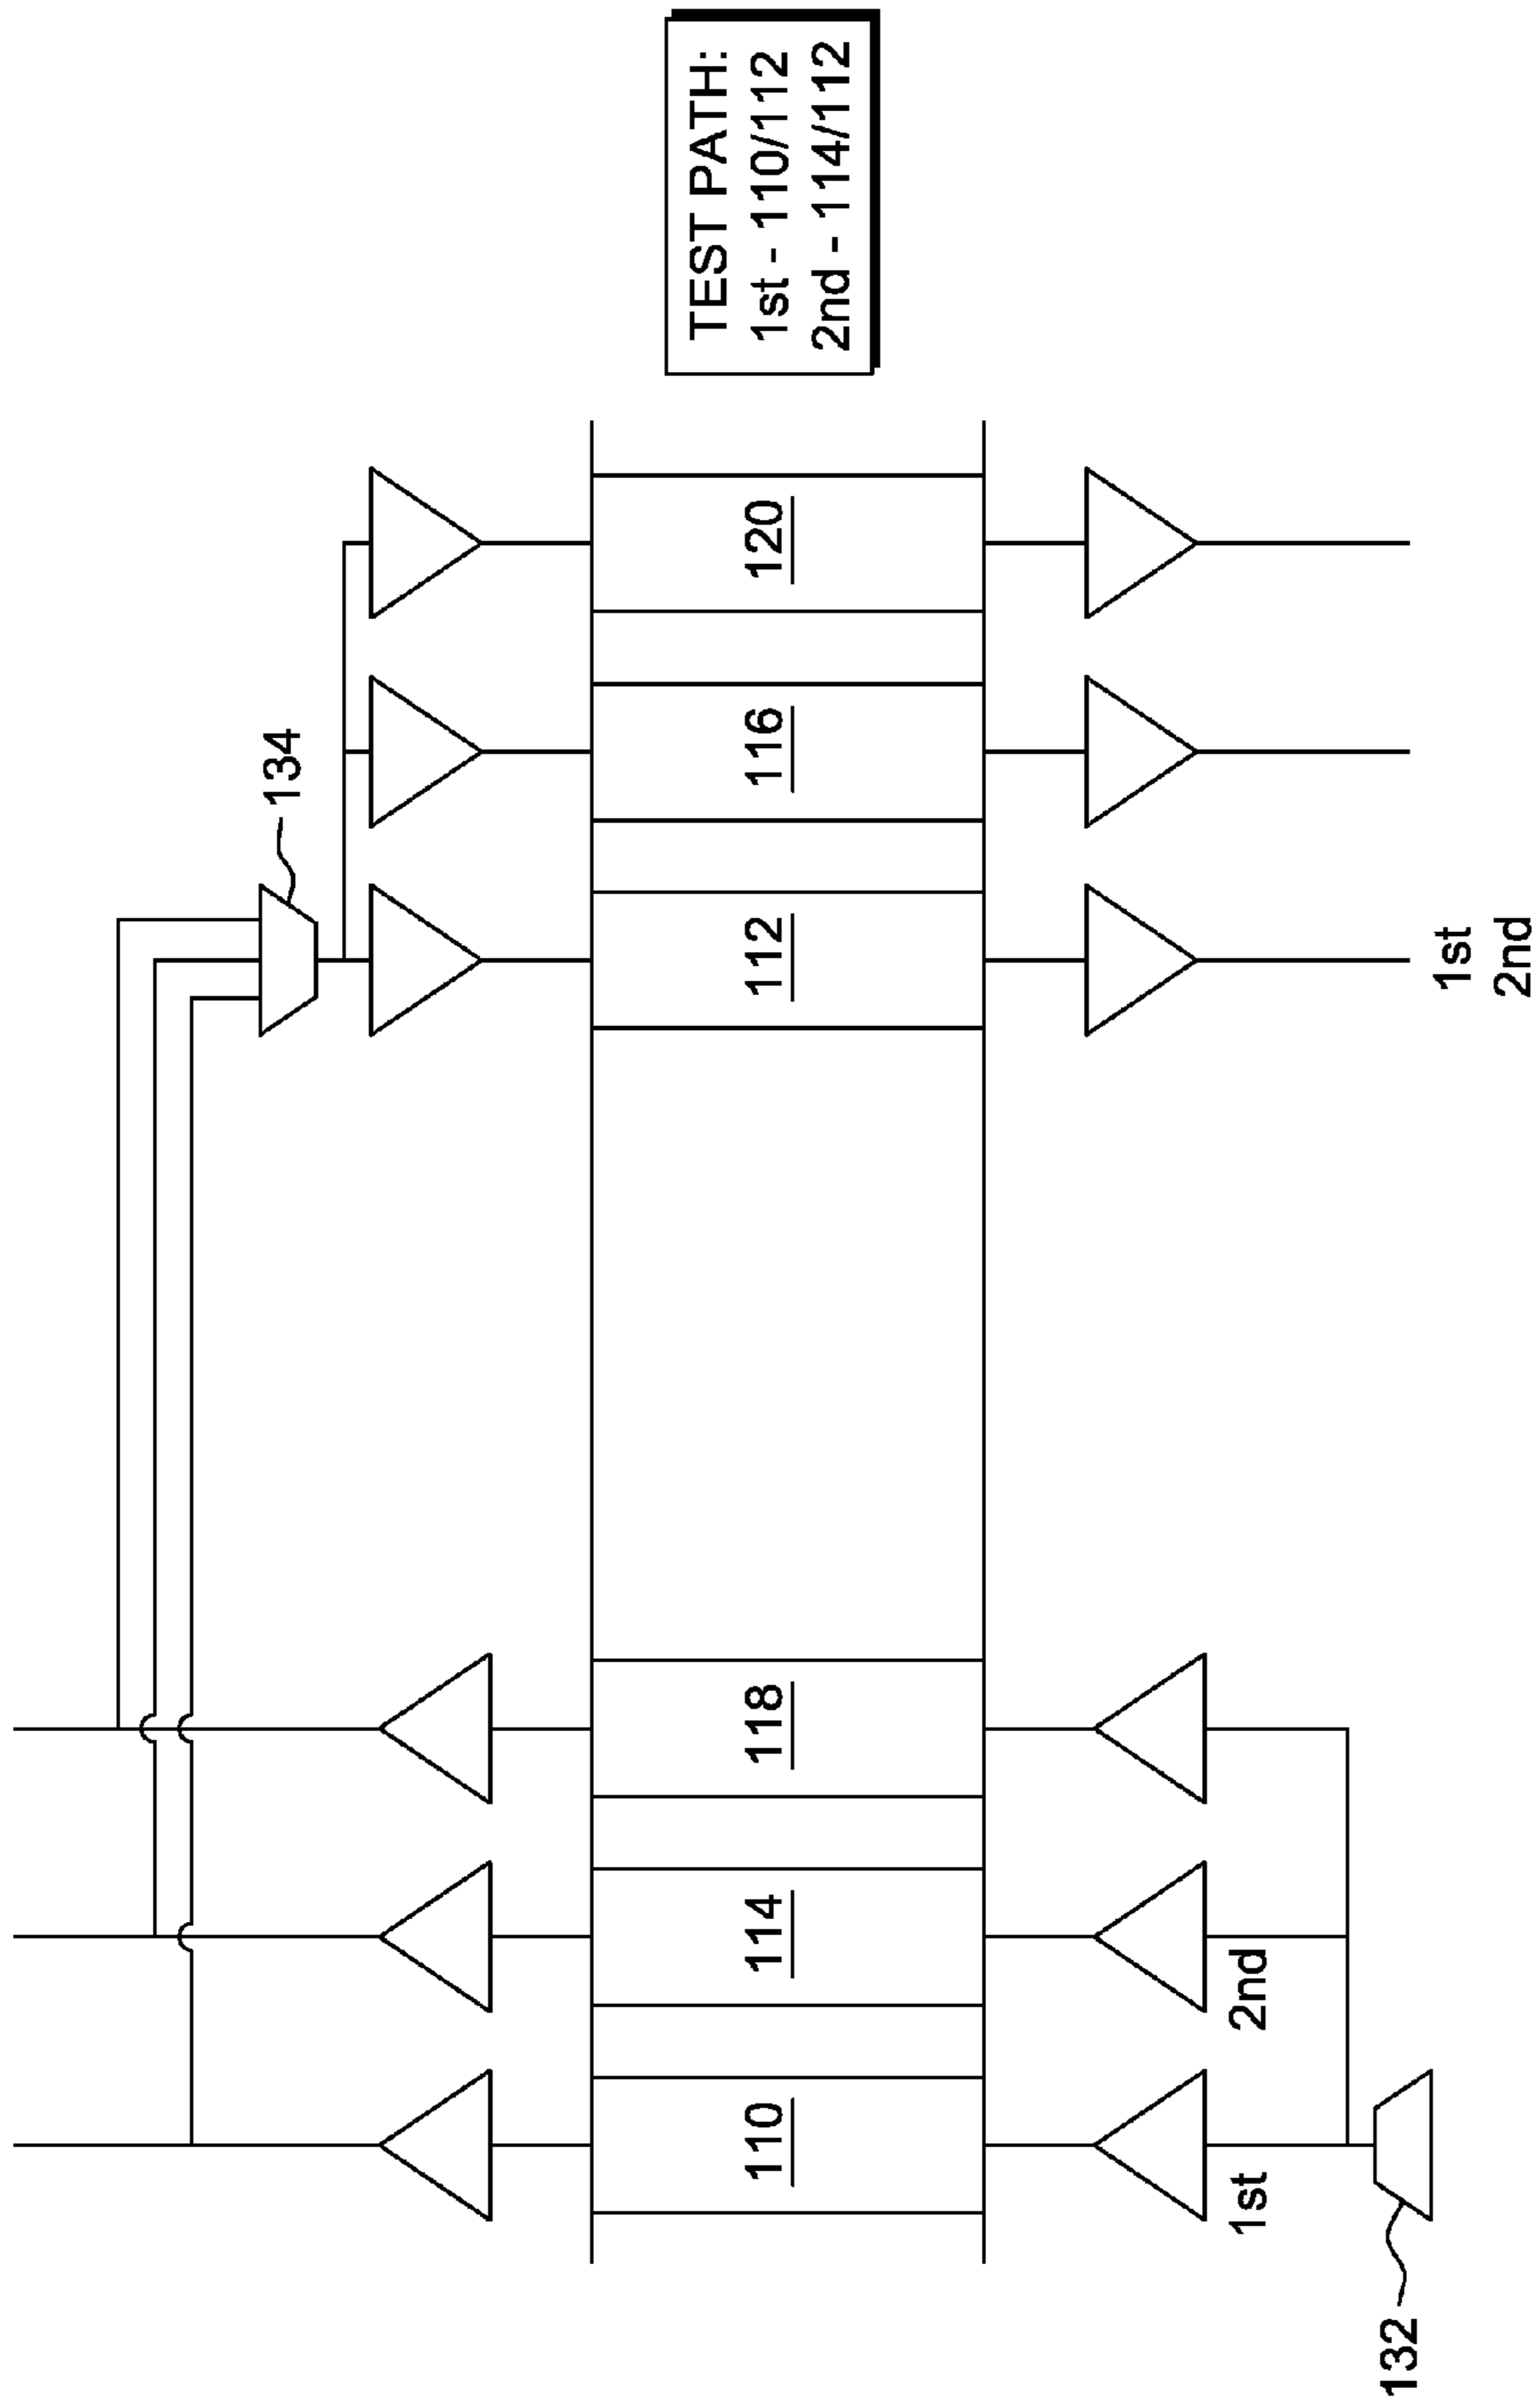 TEST PATH:
1st - 110/112
2nd - 114/112
134
110
114
118
112
116
120
1st
2nd
132
1st
2nd